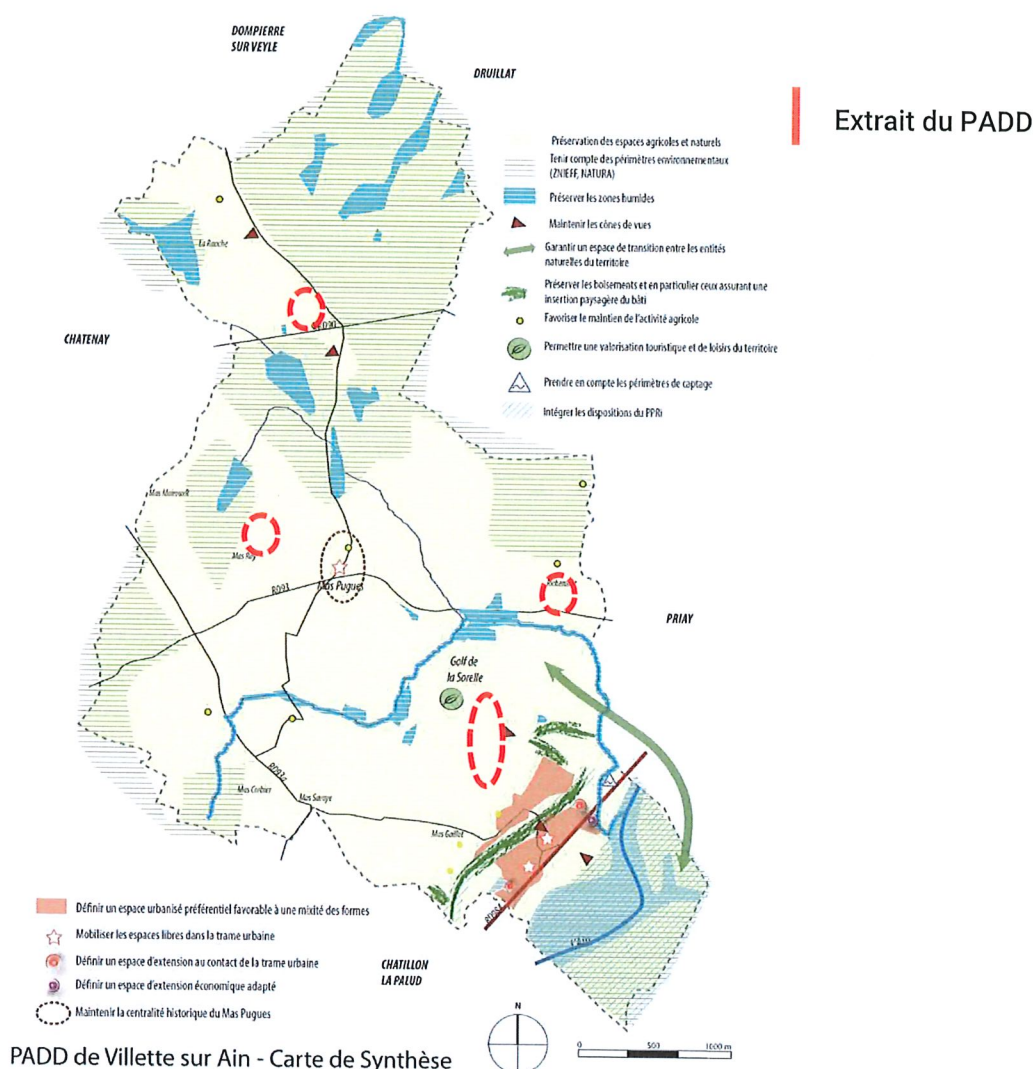 DOMPIERRE
SUR VEYLE
DRUILLAT
Extrait du PADD
Préservation des espaces agricoles et naturels
Tenir compte des périmètres environnementaux
(ZNIEFF, NATURA)
Préserver les zones humides
Maintenir les cônes de vues
Garantir un espace de transition entre les entités
naturelles du territoire
Préserver les boisements et en particulier ceux assurant une
insertion paysagère du bâti
Favoriser le maintien de l'activité agricole
Permettre une valorisation touristique et de loisirs du territoire
Prendre en compte les périmètres de captage
Intégrer les dispositions du PPRi
CHATENAY
Mas Pugues
RD93
PRIAY
Golf de
la Sorelle
Mas Corbier
Mas Gaillot
CHATILLON
LA PALUD
Définir un espace urbanisé préférentiel favorable à une mixité des formes
Mobiliser les espaces libres dans la trame urbaine
Définir un espace d'extension au contact de la trame urbaine
Définir un espace d'extension économique adapté
Maintenir la centralité historique du Mas Pugues
N
0 500 1000 m
PADD de Villette sur Ain - Carte de Synthèse